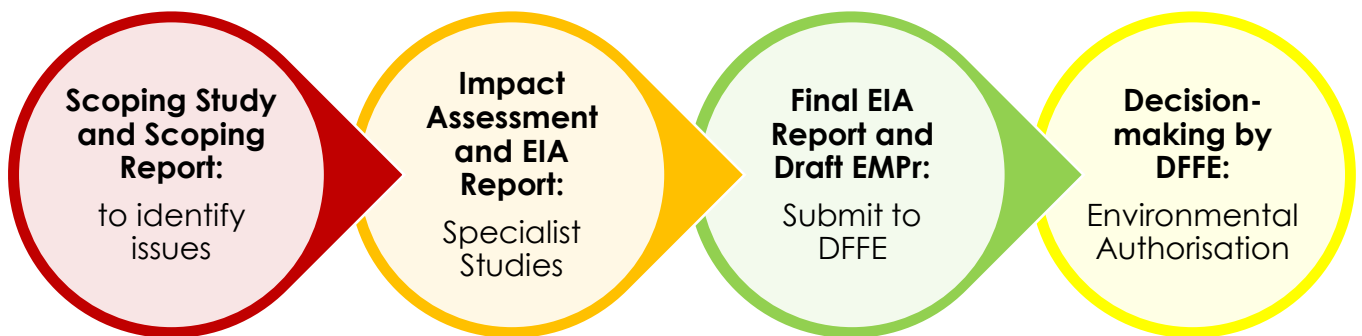 Scoping Study
and Scoping
Report:
to identify
issues
Impact
Assessment
and EIA
Report:
Specialist
Studies
Final EIA
Report and
Draft EMPr:
Submit to
DFFE
Decision-
making by
DFFE:
Environmental
Authorisation